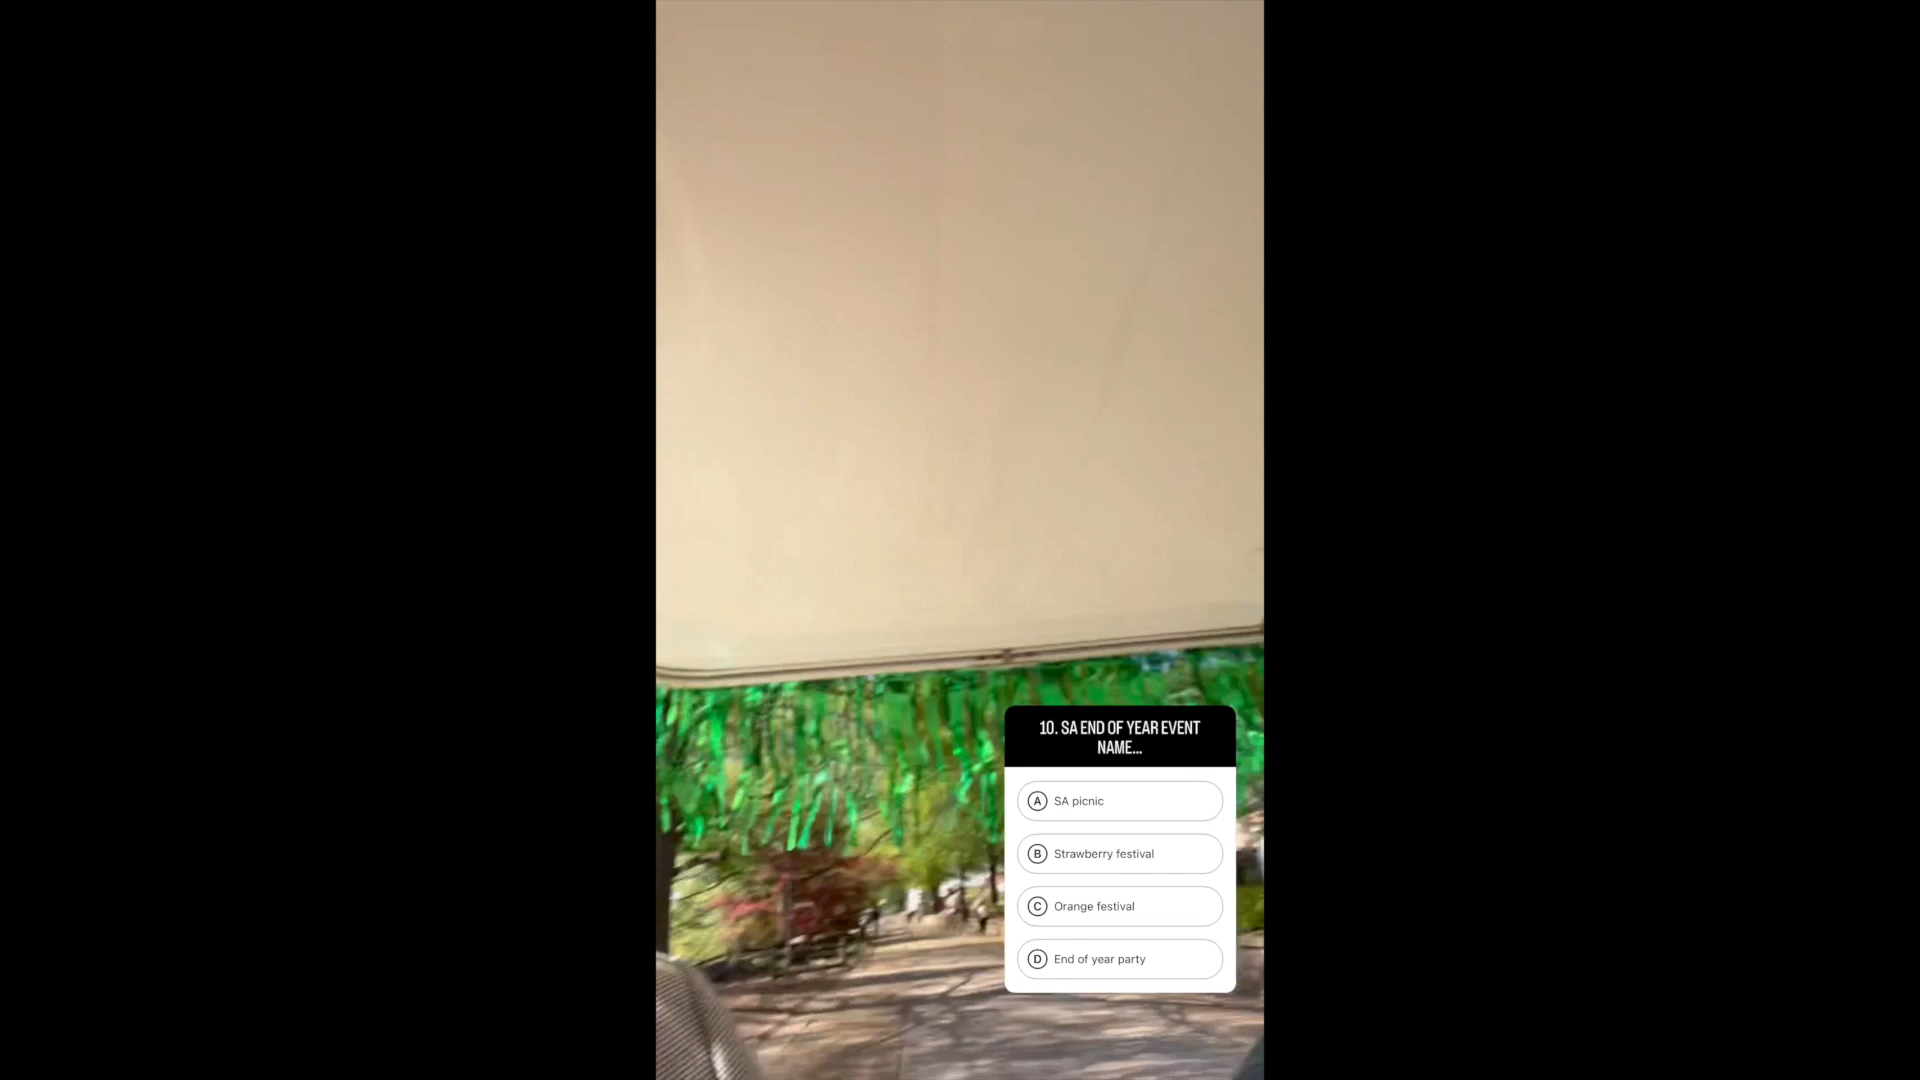 10. SA END OF YEAR EVENT
NAME...
A SA picnic
B Strawberry festival
C Orange festival
D End of year party